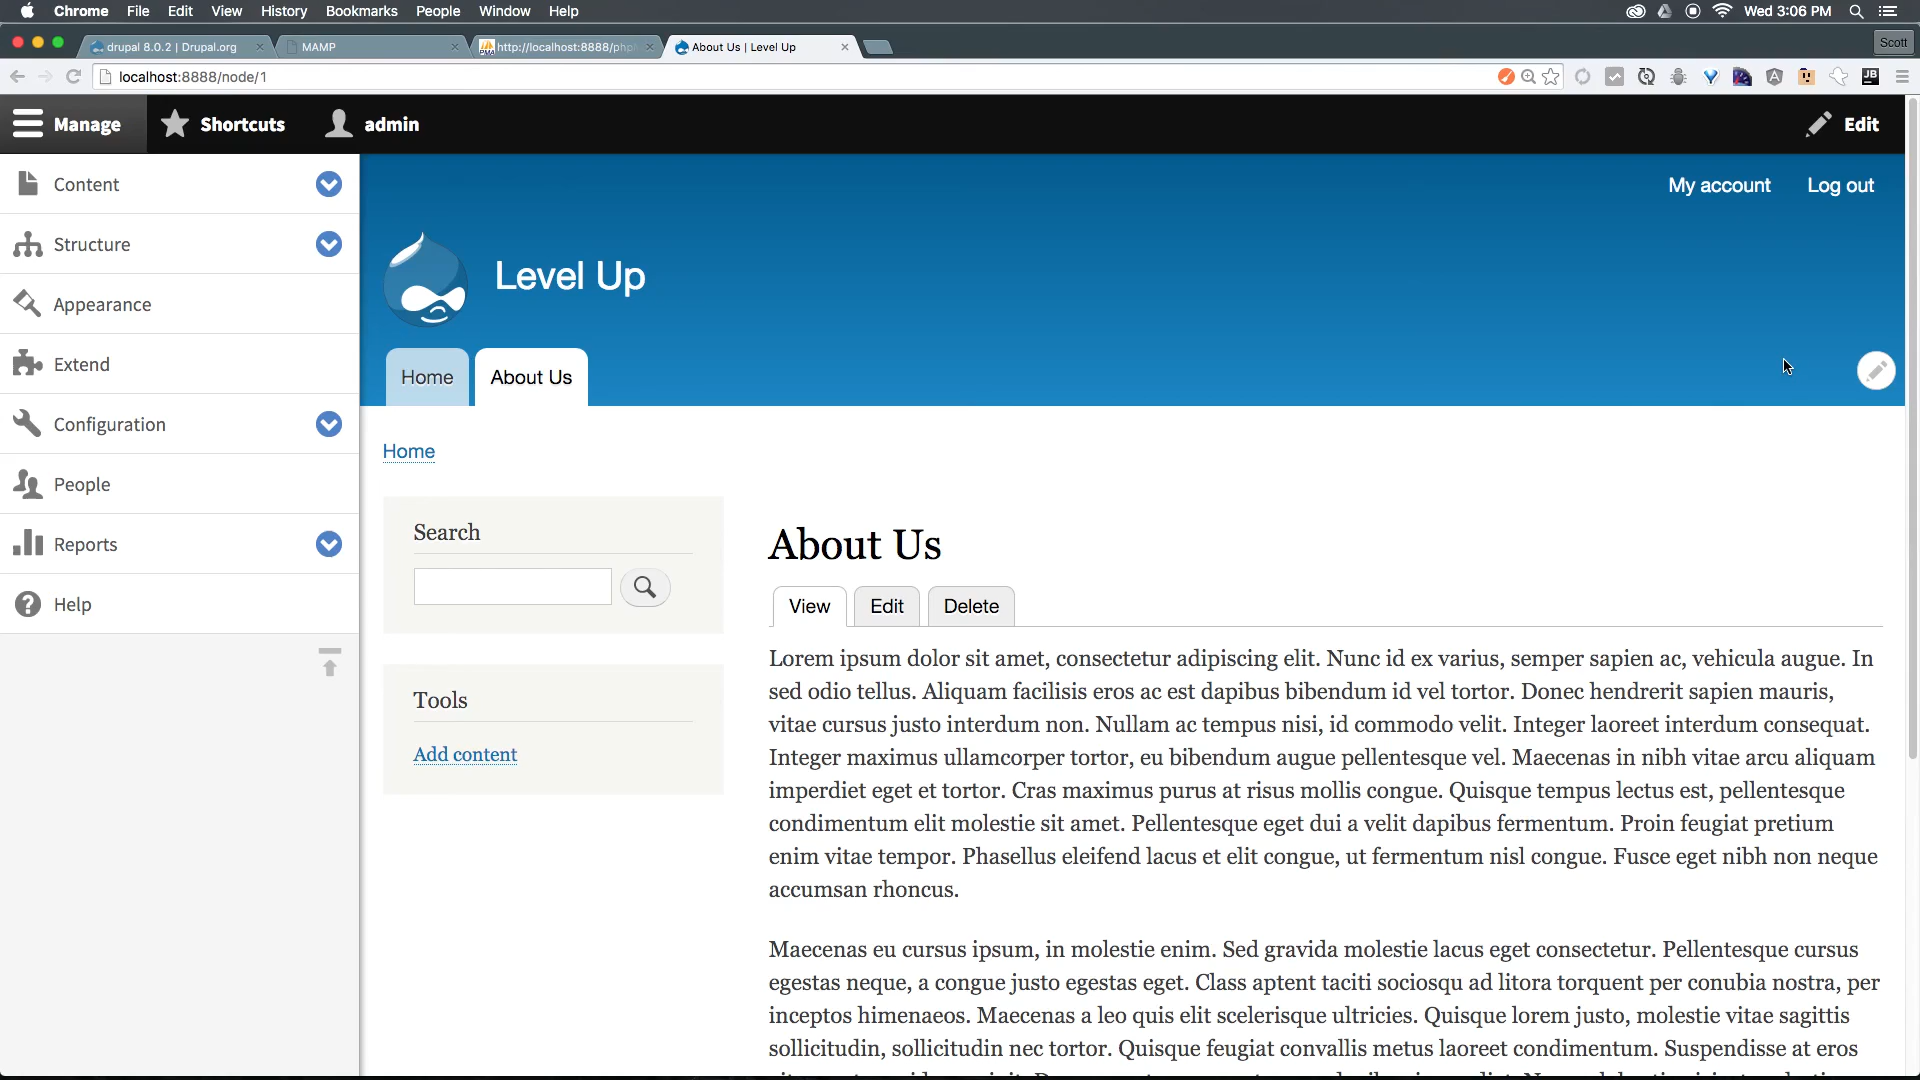 Chrome File Edit View History Bookmarks People Window Help Wed 3:06 PM
drupal 8.0.2 | Drupal.org MAMP http://localhost:8888/php About Us | Level Up Scott
localhost:8888/node/1 JB
Manage Shortcuts admin Edit
Content
Structure
Appearance
Extend
Configuration
People
Reports
Help
My account Log out
Level Up
Home About Us
Home
Search
Tools
Add content
About Us
View Edit Delete
Lorem ipsum dolor sit amet, consectetur adipiscing elit. Nunc id ex varius, semper sapien ac, vehicula augue. In
sed odio tellus. Aliquam facilisis eros ac est dapibus bibendum id vel tortor. Donec hendrerit sapien mauris,
vitae cursus justo interdum non. Nullam ac tempus nisi, id commodo velit. Integer laoreet interdum consequat.
Integer maximus ullamcorper tortor, eu bibendum augue pellentesque vel. Maecenas in nibh vitae arcu aliquam
imperdiet eget et tortor. Cras maximus purus at risus mollis congue. Quisque tempus lectus est, pellentesque
condimentum elit molestie sit amet. Pellentesque eget dui a velit dapibus fermentum. Proin feugiat pretium
enim vitae tempor. Phasellus eleifend lacus et elit congue, ut fermentum nisl congue. Fusce eget nibh non neque
accumsan rhoncus.
Maecenas eu cursus ipsum, in molestie enim. Sed gravida molestie lacus eget consectetur. Pellentesque cursus
egestas neque, a congue justo egestas eget. Class aptent taciti sociosqu ad litora torquent per conubia nostra, per
inceptos himenaeos. Maecenas a leo quis elit scelerisque ultricies. Quisque lorem justo, molestie vitae sagittis
sollicitudin, sollicitudin nec tortor. Quisque feugiat convallis metus laoreet condimentum. Suspendisse at eros